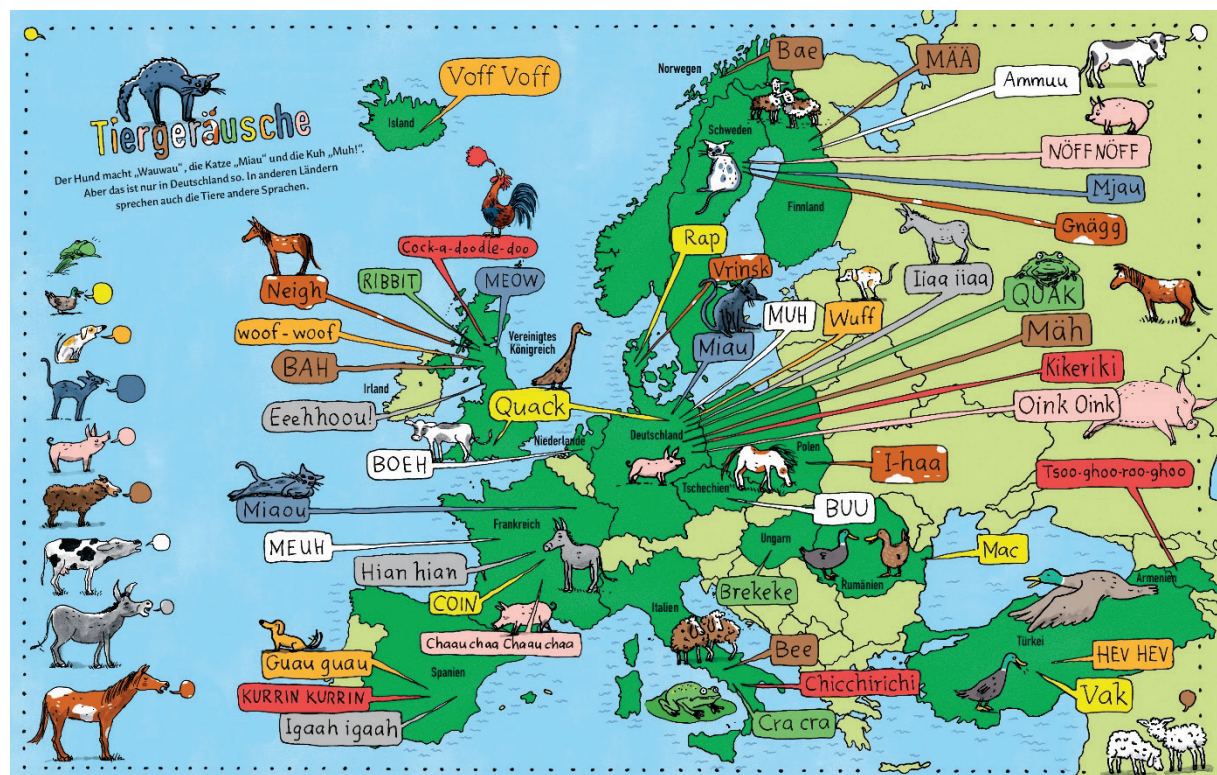 Tiergeräusche
Der Hund macht „Wauwau“, die Katze „Miau“ und die Kuh „Muh!“.
Aber das ist nur in Deutschland so. In anderen Ländern
sprechen auch die Tiere andere Sprachen.
Voff Voff
Island
Norwegen
Bae
MÄÄ
Ammuu
Schweden
NÖFF NÖFF
Mjau
Finnland
Gnägg
Cock-a-doodle-doo
Rap
Vrinsk
Iiaa iiaa
Neigh
RIBBIT
MEOW
QUAK
MUH
Wuff
woof-woof
Vereinigtes
Königreich
Miau
Mäh
BAH
Kikeriki
Irland
Eeehhoou!
Quack
Oink Oink
Niederlande
Deutschland
Polen
BOEH
I-haa
Tsoo-ghoo-roo-ghoo
Tschechien
Miaou
BUU
Frankreich
MEUH
Ungarn
Mac
Hian hian
Rumänien
Armenien
Brekeke
COIN
Italien
Chaau chaa Chaau chaa
Bee
Türkei
HEV HEV
Guau guau
Spanien
Chicchirichi
KURRIN KURRIN
Vak
Igaah igaah
Cra cra